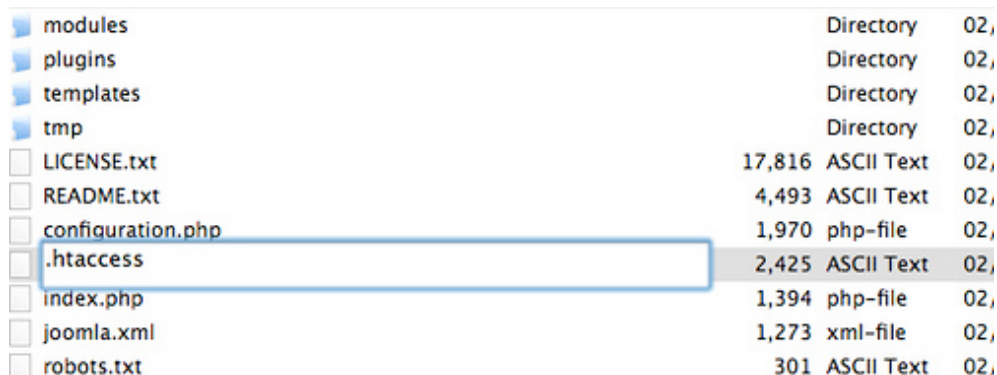 modules Directory 02,
plugins Directory 02,
templates Directory 02,
tmp Directory 02,
LICENSE.txt 17,816 ASCII Text 02,
README.txt 4,493 ASCII Text 02,
configuration.php 1,970 php-file 02,
.htaccess 2,425 ASCII Text 02,
index.php 1,394 php-file 02,
joomla.xml 1,273 xml-file 02,
robots.txt 301 ASCII Text 02,